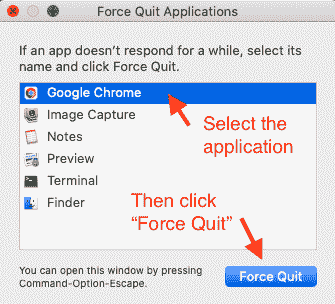 Force Quit Applications
If an app doesn't respond for a while, select its
name and click Force Quit.
Google Chrome
Image Capture
Notes
Preview
Terminal
Finder
Select the
application
Then click
“Force Quit”
You can open this window by pressing
Command-Option-Escape.
Force Quit